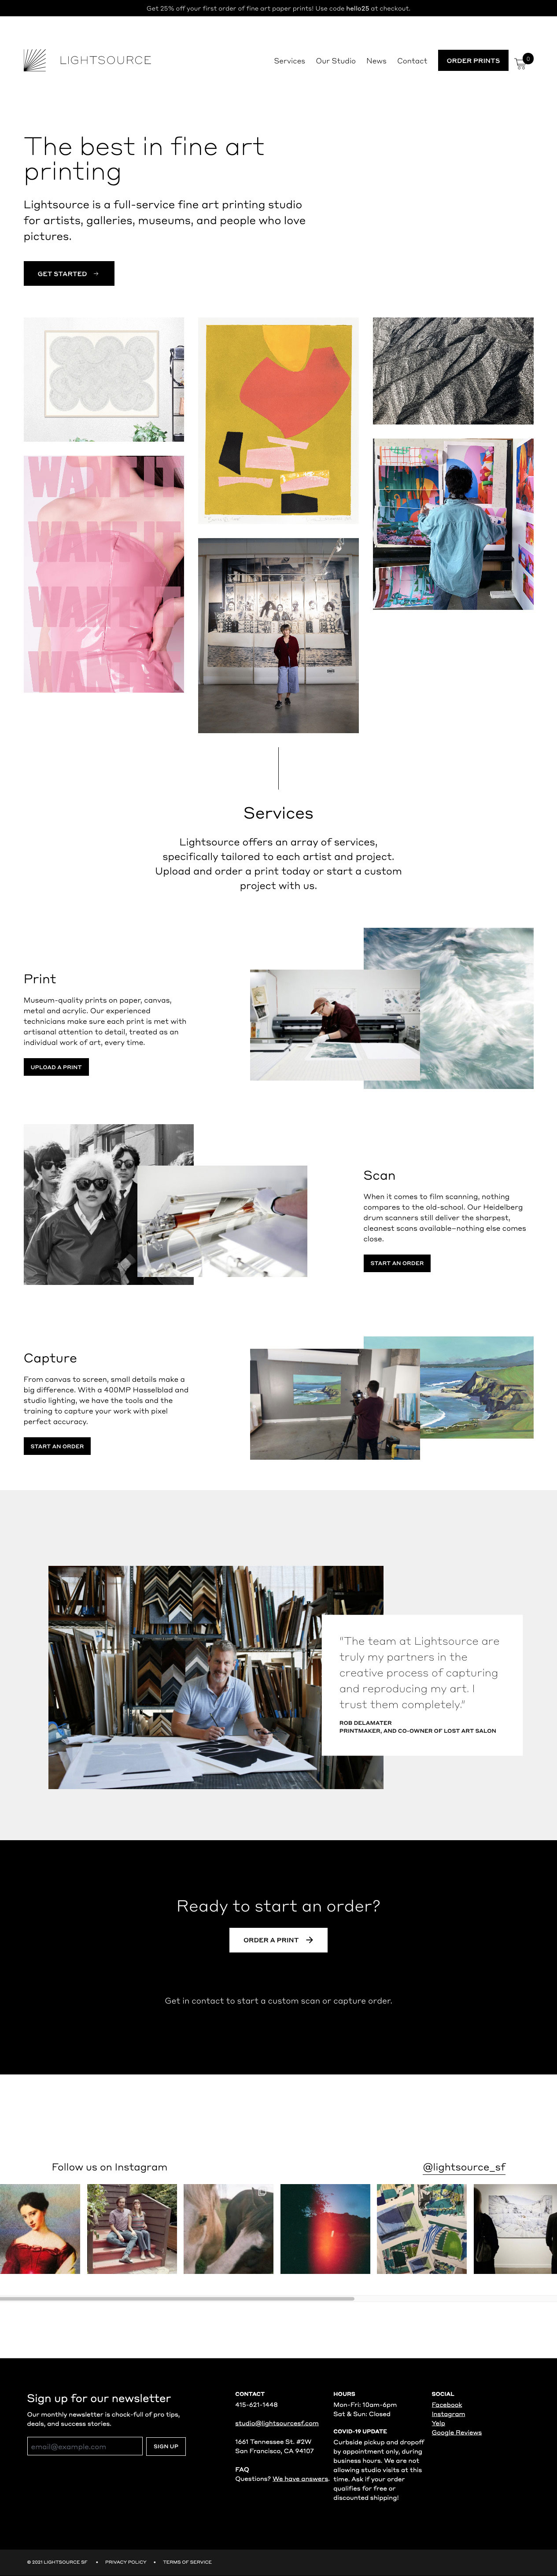 Get 25% off your first order of fine art paper prints! Use code hello25 at checkout.
LIGHTSOURCE
Services
Our Studio
News
Contact
ORDER PRINTS
0
The best in fine art
printing
Lightsource is a full-service fine art printing studio
for artists, galleries, museums, and people who love
pictures.
GET STARTED →
Services
Lightsource offers an array of services,
specifically tailored to each artist and project.
Upload and order a print today or start a custom
project with us.
Print
Museum-quality prints on paper, canvas,
metal and acrylic. Our experienced
technicians make sure each print is met with
artisanal attention to detail, treated as an
individual work of art, every time.
UPLOAD A PRINT
Scan
When it comes to film scanning, nothing
compares to the old-school. Our Heidelberg
drum scanners still deliver the sharpest,
cleanest scans available–nothing else comes
close.
START AN ORDER
Capture
From canvas to screen, small details make a
big difference. With a 400MP Hasselblad and
studio lighting, we have the tools and the
training to capture your work with pixel
perfect accuracy.
START AN ORDER
"The team at Lightsource are
truly my partners in the
creative process of capturing
and reproducing my art. I
trust them completely."
ROB DELAMATER
PRINTMAKER, AND CO-OWNER OF LOST ART SALON
Ready to start an order?
ORDER A PRINT →
Get in contact to start a custom scan or capture order.
Follow us on Instagram
@lightsource_sf
Sign up for our newsletter
Our monthly newsletter is chock-full of pro tips,
deals, and success stories.
email@example.com
SIGN UP
CONTACT
415-621-1448
studio@lightsourcesf.com
1661 Tennessee St. #2W
San Francisco, CA 94107
FAQ
Questions? We have answers.
HOURS
Mon-Fri: 10am-6pm
Sat & Sun: Closed
COVID-19 UPDATE
Curbside pickup and dropoff
by appointment only, during
business hours. We are not
allowing studio visits at this
time. Ask if your order
qualifies for free or
discounted shipping!
SOCIAL
Facebook
Instagram
Yelp
Google Reviews
© 2021 LIGHTSOURCE SF • PRIVACY POLICY • TERMS OF SERVICE